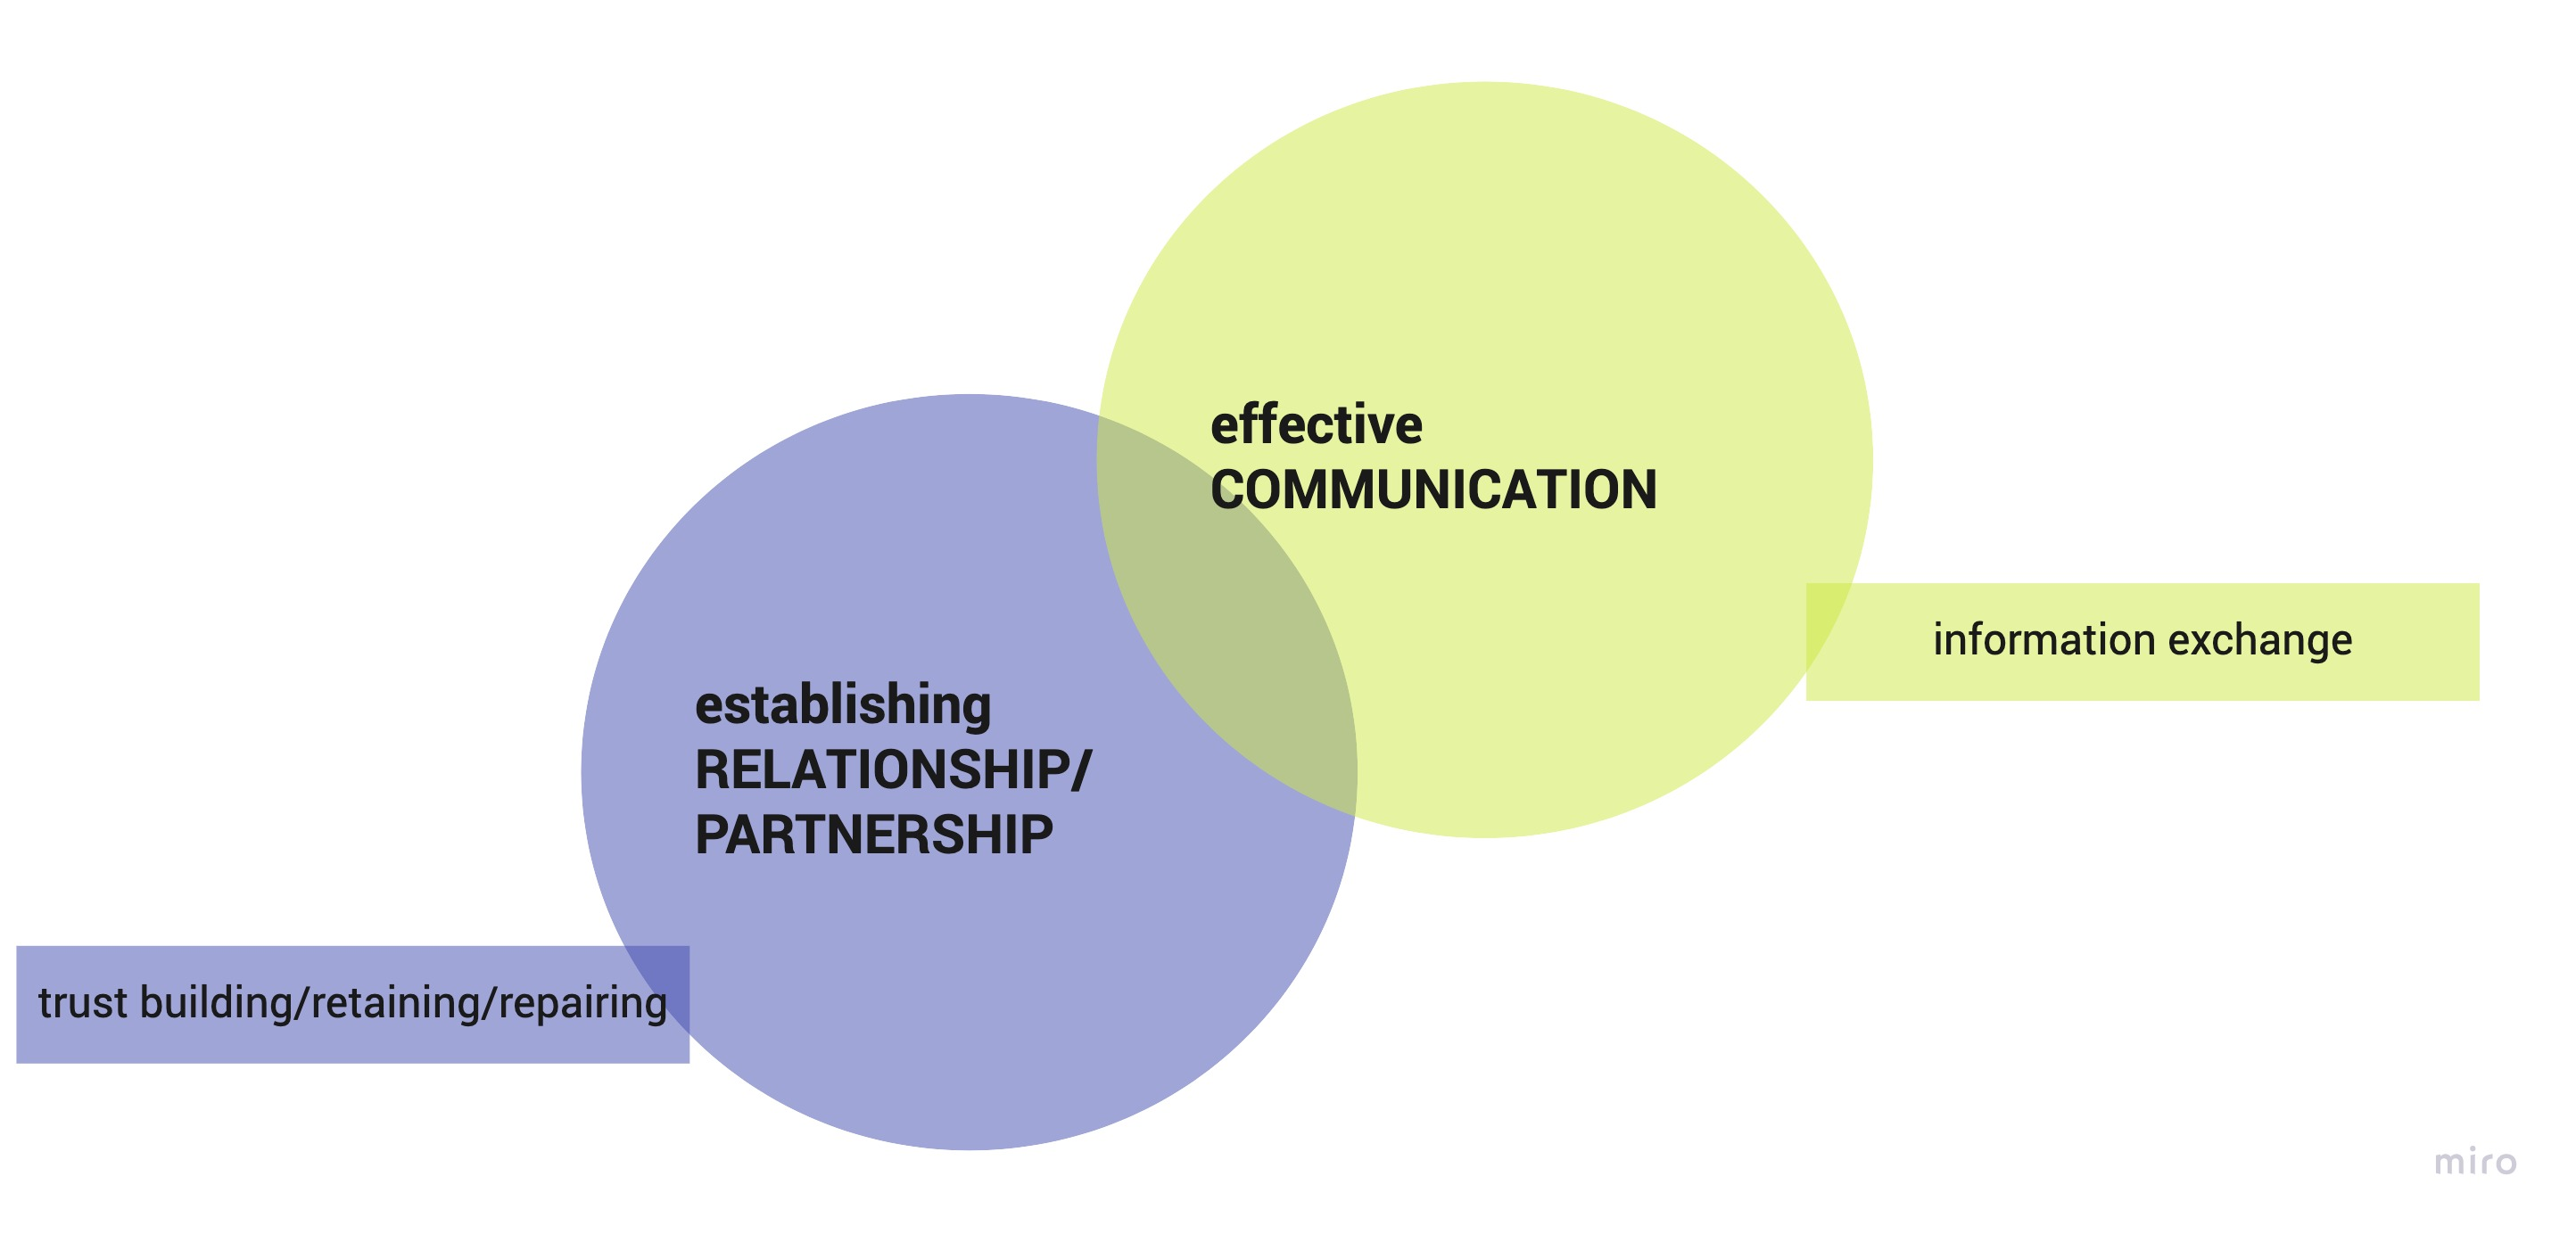 effective
COMMUNICATION
information exchange
establishing
RELATIONSHIP/
PARTNERSHIP
trust building/retaining/repairing
miro